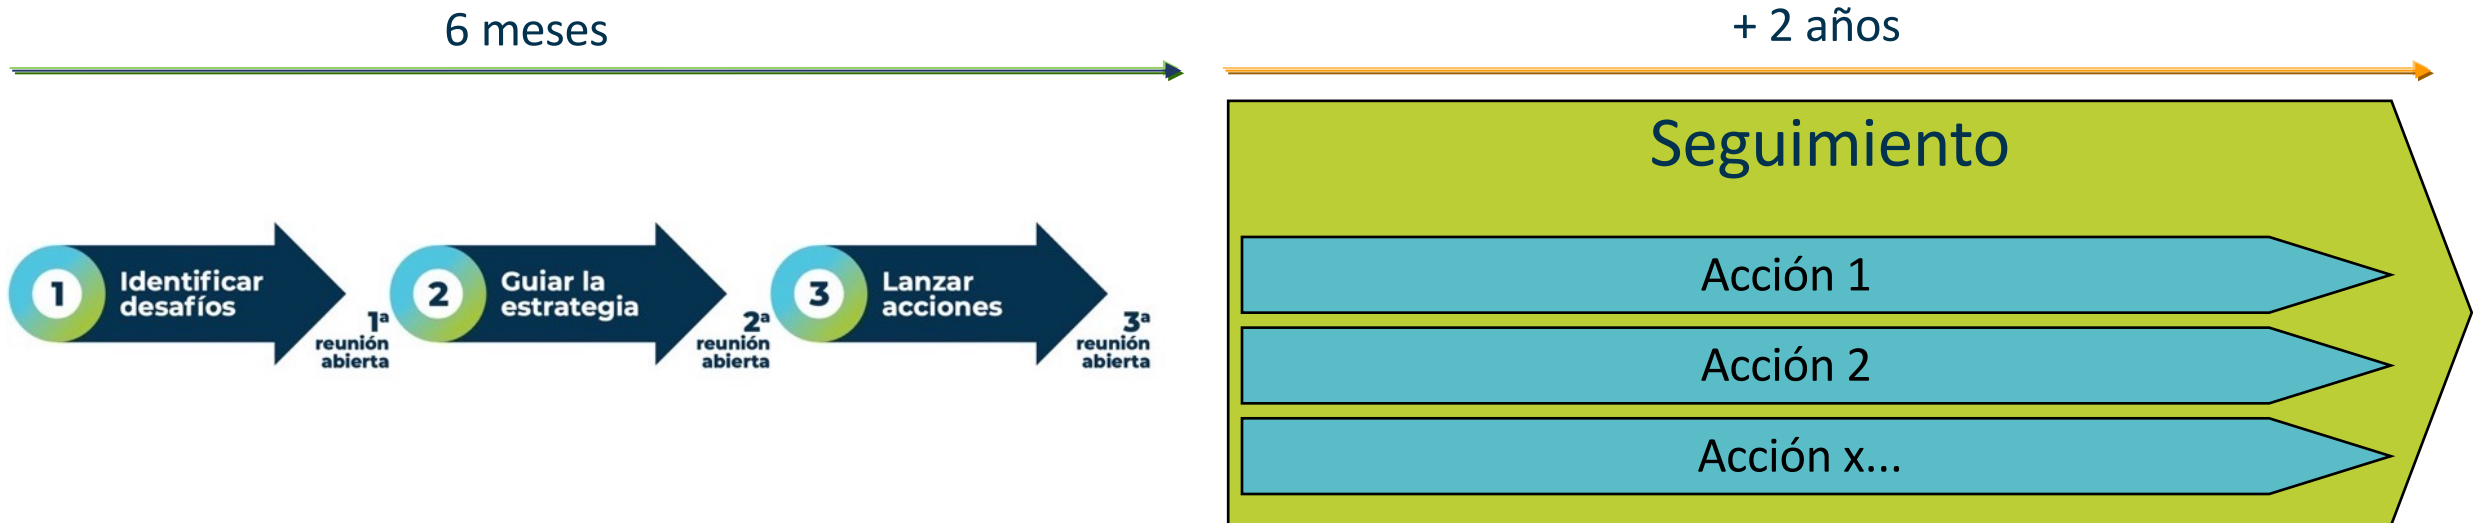 6 meses
+ 2 años
Seguimiento
1
Identificar
desafíos
1ª
reunión
abierta
2
Guiar la
estrategia
2ª
reunión
abierta
3
Lanzar
acciones
3ª
reunión
abierta
Acción 1
Acción 2
Acción x...